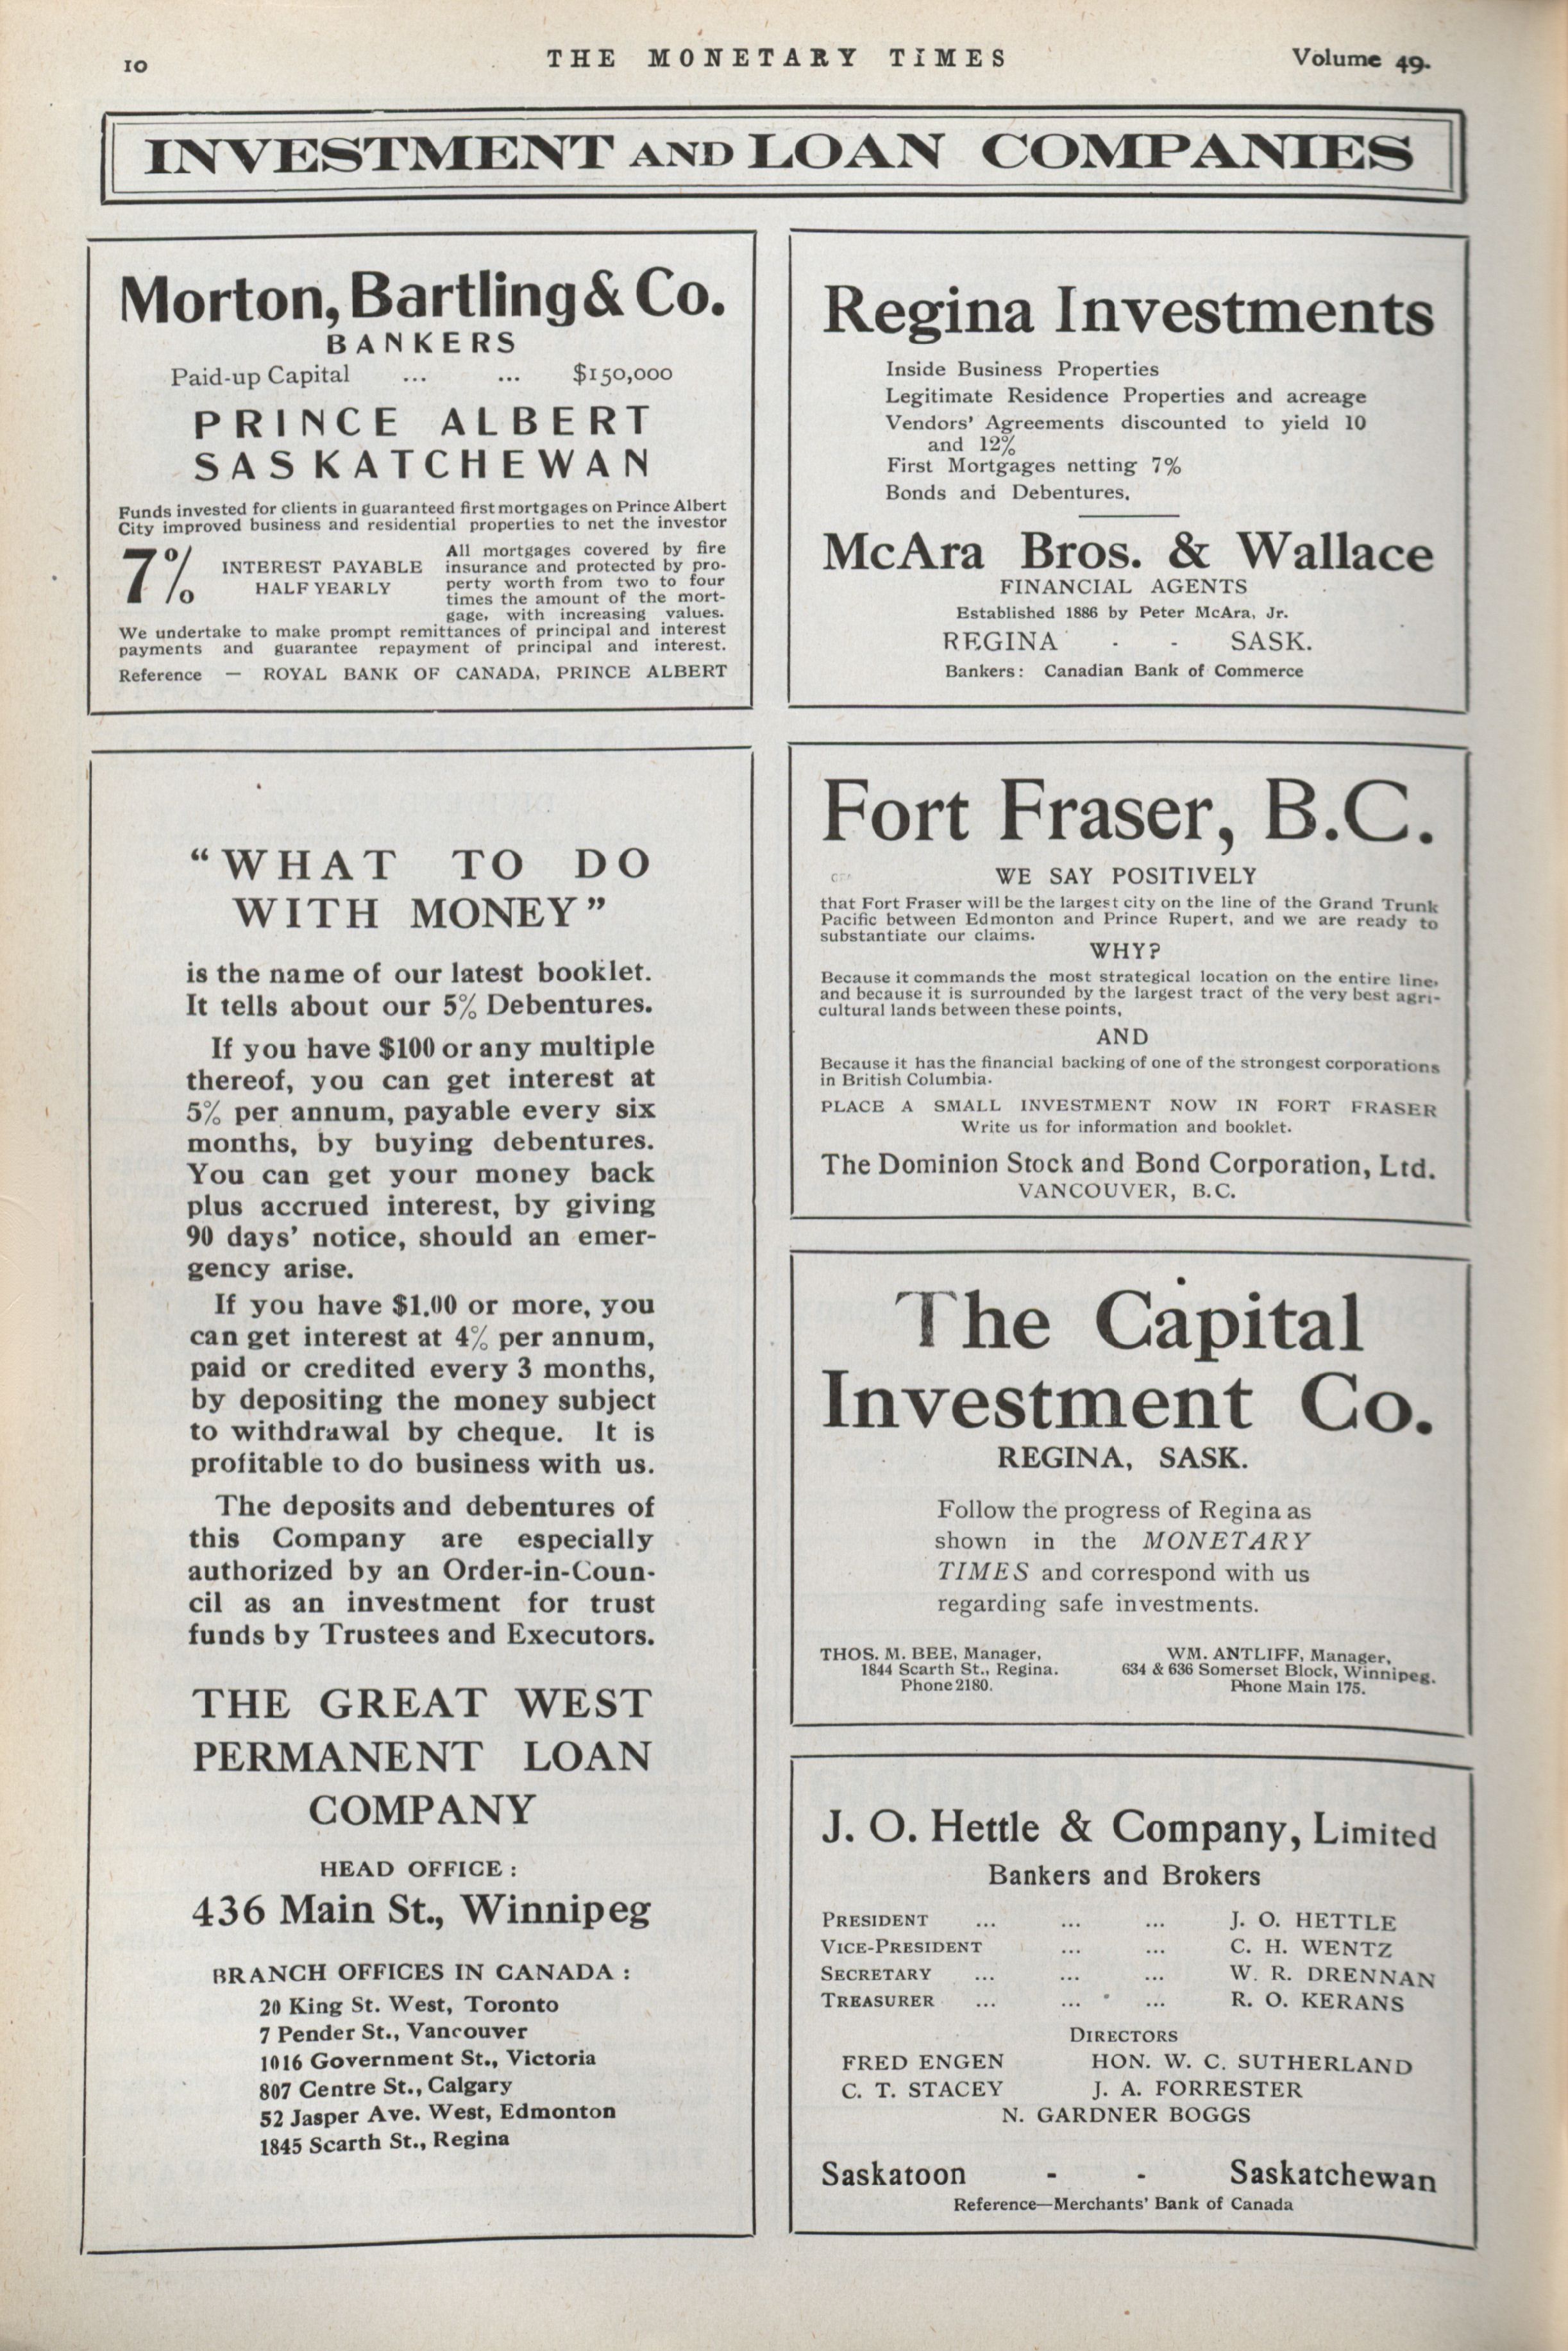 10
THE MONETARY TIMES
Volume 49.
INVESTMENT AND LOAN COMPANIES
Morton, Bartling & Co.
BANKERS
Paid-up Capital ... ... $150,000
PRINCE ALBERT
SASKATCHEWAN
Funds invested for clients in guaranteed first mortgages on Prince Albert
City improved business and residential properties to net the investor
7% INTEREST PAYABLE
HALF YEARLY
All mortgages covered by fire
insurance and protected by pro-
perty worth from two to four
times the amount of the mort-
gage, with increasing values.
We undertake to make prompt remittances of principal and interest
payments and guarantee repayment of principal and interest.
Reference — ROYAL BANK OF CANADA, PRINCE ALBERT
"WHAT TO DO
WITH MONEY"
is the name of our latest booklet.
It tells about our 5% Debentures.
If you have $100 or any multiple
thereof, you can get interest at
5% per annum, payable every six
months, by buying debentures.
You can get your money back
plus accrued interest, by giving
90 days' notice, should an emer-
gency arise.
If you have $1.00 or more, you
can get interest at 4% per annum,
paid or credited every 3 months,
by depositing the money subject
to withdrawal by cheque. It is
profitable to do business with us.
The deposits and debentures of
this Company are especially
authorized by an Order-in-Coun-
cil as an investment for trust
funds by Trustees and Executors.
THE GREAT WEST
PERMANENT LOAN
COMPANY
HEAD OFFICE :
436 Main St., Winnipeg
BRANCH OFFICES IN CANADA :
20 King St. West, Toronto
7 Pender St., Vancouver
1016 Government St., Victoria
807 Centre St., Calgary
52 Jasper Ave. West, Edmonton
1845 Scarth St., Regina
Regina Investments
Inside Business Properties
Legitimate Residence Properties and acreage
Vendors' Agreements discounted to yield 10
and 12%
First Mortgages netting 7%
Bonds and Debentures.
McAra Bros. & Wallace
FINANCIAL AGENTS
Established 1886 by Peter McAra, Jr.
REGINA - - SASK.
Bankers: Canadian Bank of Commerce
Fort Fraser, B.C.
WE SAY POSITIVELY
that Fort Fraser will be the largest city on the line of the Grand Trunk
Pacific between Edmonton and Prince Rupert, and we are ready to
substantiate our claims.
WHY?
Because it commands the most strategical location on the entire line,
and because it is surrounded by the largest tract of the very best agri-
cultural lands between these points,
AND
Because it has the financial backing of one of the strongest corporations
in British Columbia.
PLACE A SMALL INVESTMENT NOW IN FORT FRASER
Write us for information and booklet.
The Dominion Stock and Bond Corporation, Ltd.
VANCOUVER, B.C.
The Capital
Investment Co.
REGINA, SASK.
Follow the progress of Regina as
shown in the MONETARY
TIMES and correspond with us
regarding safe investments.
THOS. M. BEE, Manager,
1844 Scarth St., Regina.
Phone 2180.
WM. ANTLIFF, Manager,
634 & 636 Somerset Block, Winnipeg.
Phone Main 175.
J. O. Hettle & Company, Limited
Bankers and Brokers
PRESIDENT ... ... ... J. O. HETTLE
VICE-PRESIDENT ... ... C. H. WENTZ
SECRETARY ... ... ... W. R. DRENNAN
TREASURER ... ... ... R. O. KERANS
DIRECTORS
FRED ENGEN HON. W. C. SUTHERLAND
C. T. STACEY J. A. FORRESTER
N. GARDNER BOGGS
Saskatoon - - Saskatchewan
Reference—Merchants' Bank of Canada